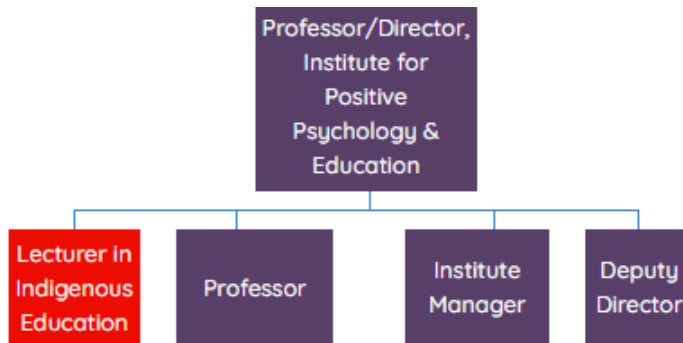 Professor/Director,
Institute for
Positive
Psychology &
Education
Lecturer in
Indigenous
Education
Professor
Institute
Manager
Deputy
Director